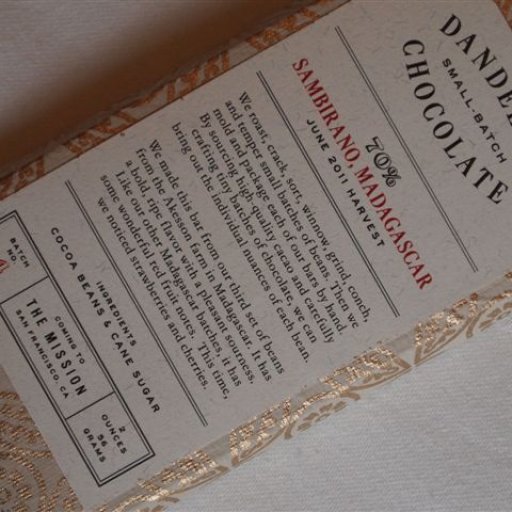 DANDE
SMALL-BATCH
CHOCOLATE
70%
SAMBIRANO, MADAGASCAR
JUNE 2011 HARVEST
We roast, crack, sort, winnow, grind, conch,
and temper small batches of beans. Then we
mold and package each of our bars by hand.
By sourcing high quality cacao and carefully
crafting tiny batches of chocolate, we can
bring out the individual nuances of each bean.
We made this bar from our third set of beans
from the Akesson farm in Madagascar. It has
a bold, ripe flavor with a pleasant sourness.
Like our other Madagascar batches, it has
some wonderful red fruit notes. This time,
we noticed strawberries and cherries.
INGREDIENTS
COCOA BEANS & CANE SUGAR
BATCH
NO.
COMING TO
THE MISSION
SAN FRANCISCO, CA
2
OUNCES
56
GRAMS